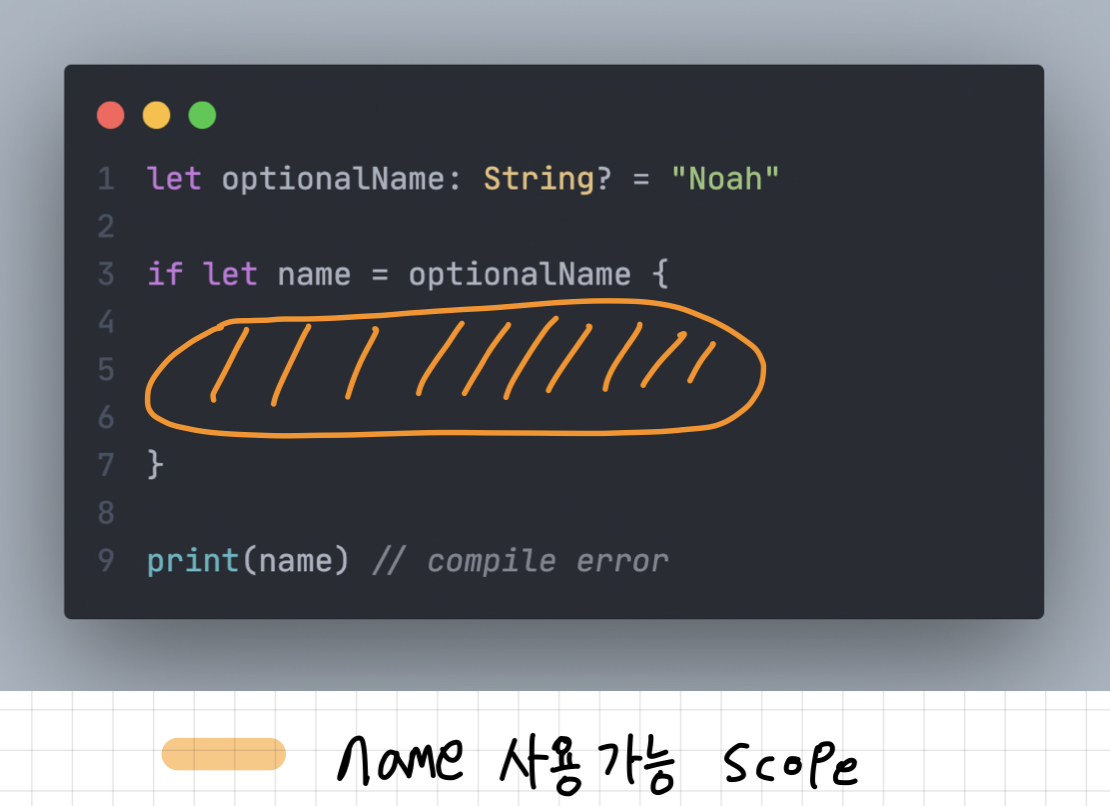 1 let optionalName: String? = "Noah"
2
3 if let name = optionalName {
4
5
6
7 }
8
9 print(name) // compile error
name 사용가능 scope